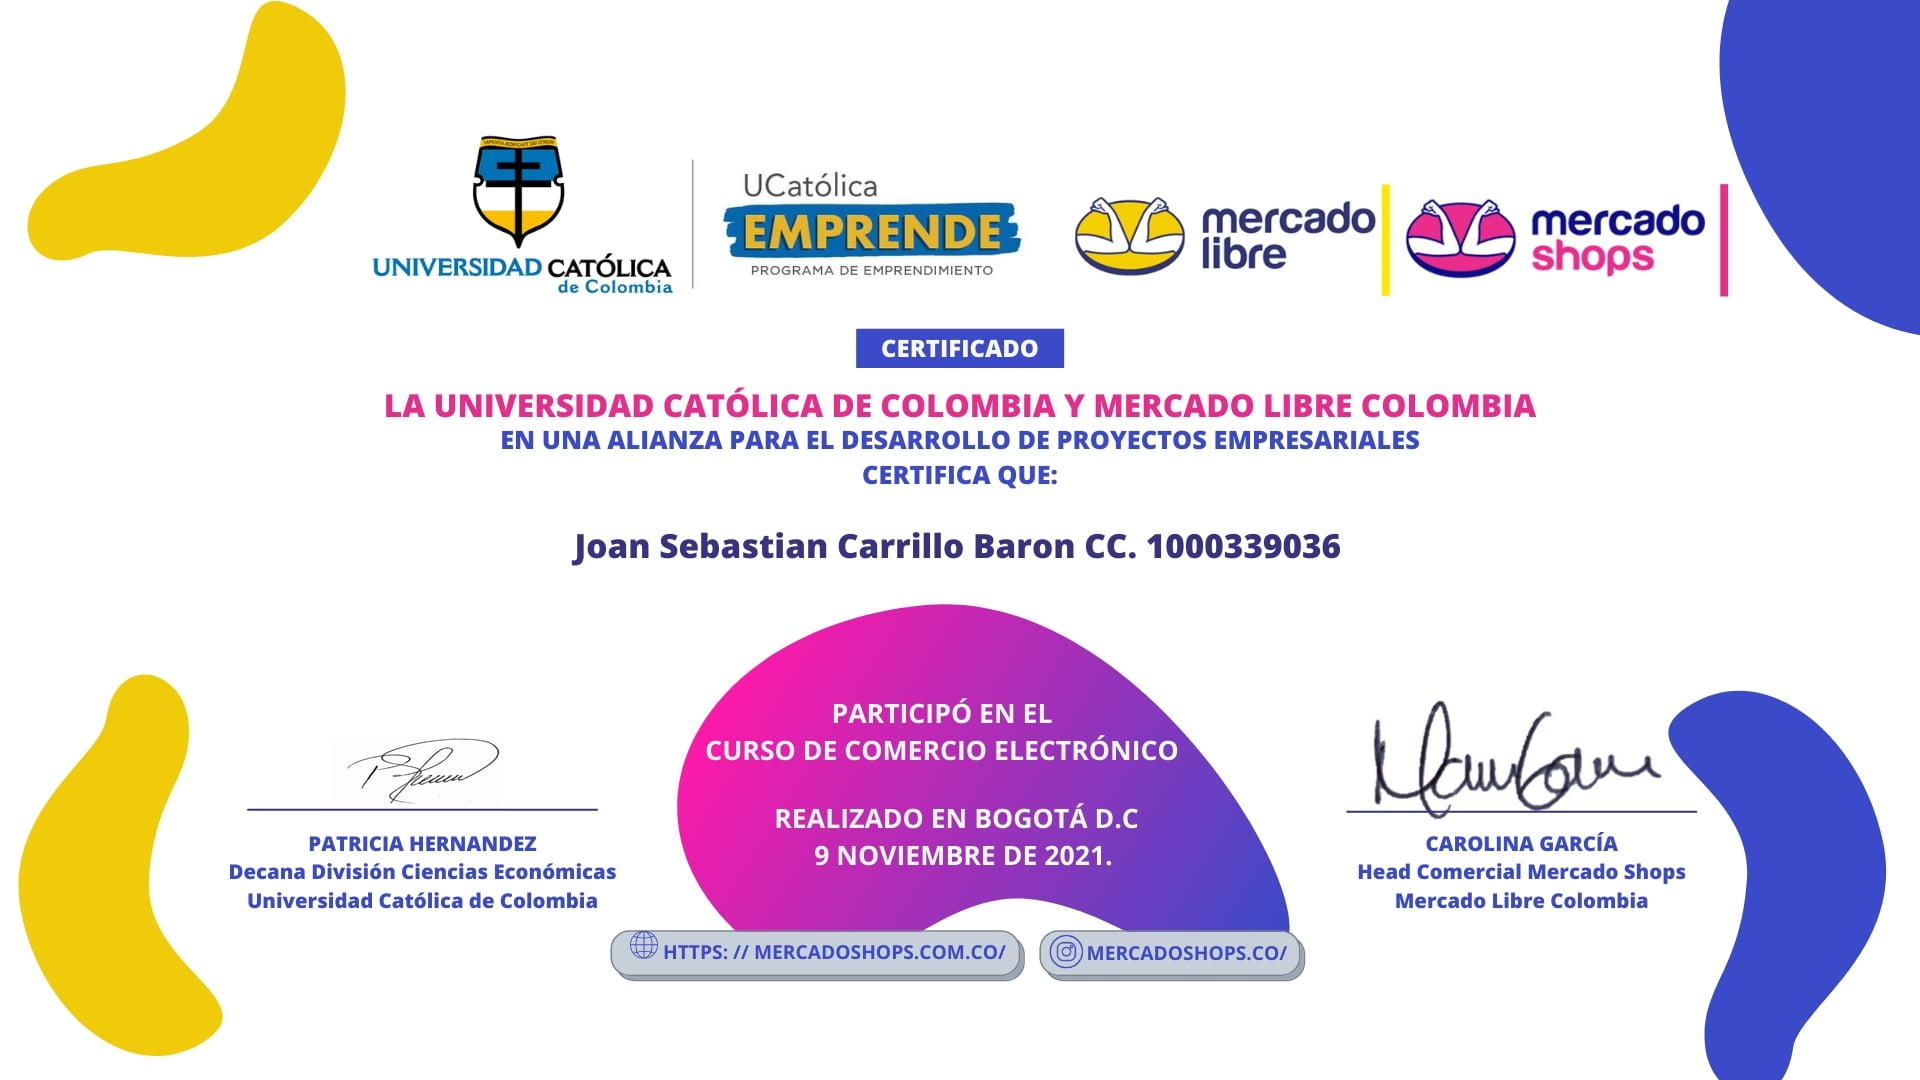 UNIVERSIDAD CATÓLICA
de Colombia
UCatólica
EMPRENDE
PROGRAMA DE EMPRENDIMIENTO
mercado
libre
mercado
shops
CERTIFICADO
LA UNIVERSIDAD CATÓLICA DE COLOMBIA Y MERCADO LIBRE COLOMBIA
EN UNA ALIANZA PARA EL DESARROLLO DE PROYECTOS EMPRESARIALES
CERTIFICA QUE:
Joan Sebastian Carrillo Baron CC. 1000339036
PARTICIPÓ EN EL
CURSO DE COMERCIO ELECTRÓNICO
REALIZADO EN BOGOTÁ D.C
9 NOVIEMBRE DE 2021.
PATRICIA HERNANDEZ
Decana División Ciencias Económicas
Universidad Católica de Colombia
CAROLINA GARCÍA
Head Comercial Mercado Shops
Mercado Libre Colombia
HTTPS: // MERCADOSHOPS.COM.CO/
MERCADOSHOPS.CO/